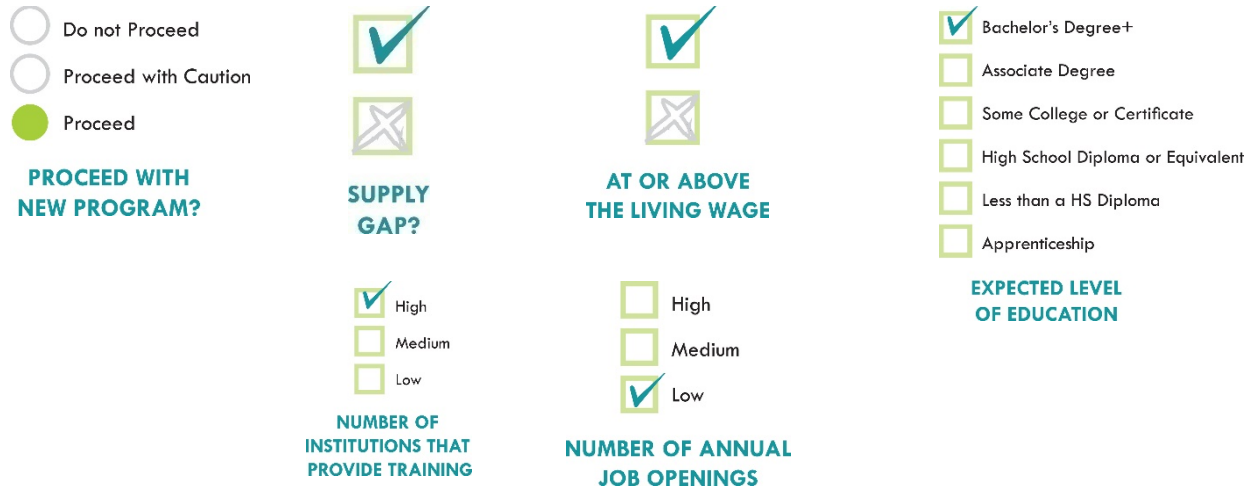 Do not Proceed
Proceed with Caution
Proceed
PROCEED WITH
NEW PROGRAM?
SUPPLY
GAP?
AT OR ABOVE
THE LIVING WAGE
Bachelor's Degree+
Associate Degree
Some College or Certificate
High School Diploma or Equivalent
Less than a HS Diploma
Apprenticeship
EXPECTED LEVEL
OF EDUCATION
High
Medium
Low
NUMBER OF
INSTITUTIONS THAT
PROVIDE TRAINING
High
Medium
Low
NUMBER OF ANNUAL
JOB OPENINGS